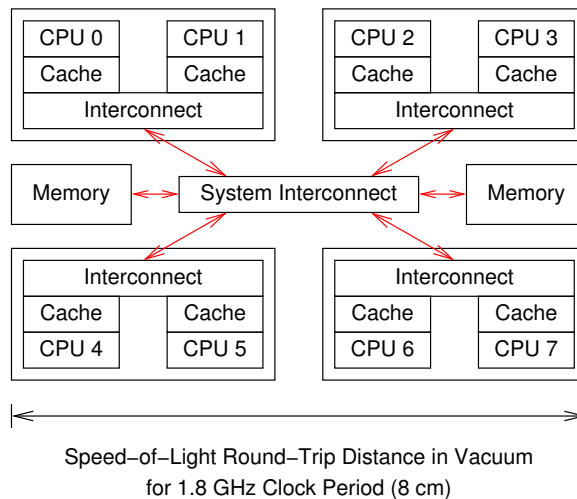 CPU 0 CPU 1 CPU 2 CPU 3
Cache Cache Cache Cache
Interconnect Interconnect
Memory System Interconnect Memory
Interconnect Interconnect
Cache Cache Cache Cache
CPU 4 CPU 5 CPU 6 CPU 7
Speed−of−Light Round−Trip Distance in Vacuum
for 1.8 GHz Clock Period (8 cm)